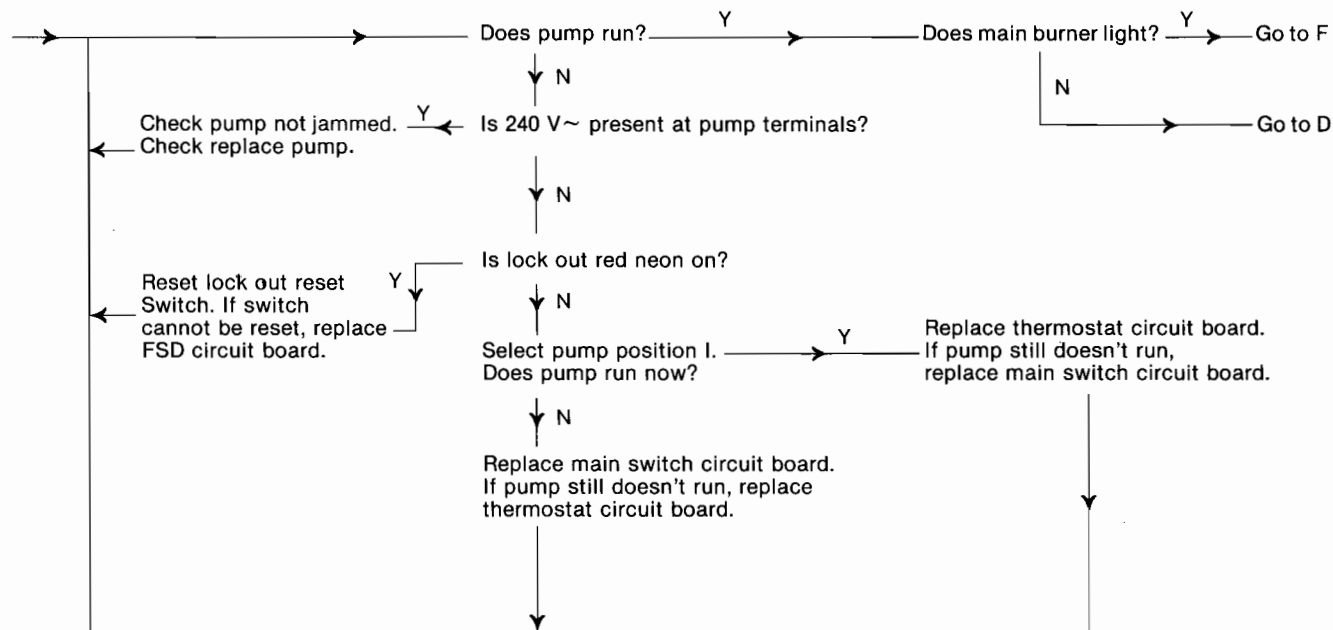 Does pump run?
Y
Does main burner light?
Y
Go to F
N
N
Go to D
Is 240 V~ present at pump terminals?
Y
Check pump not jammed.
Check replace pump.
N
Is lock out red neon on?
Y
Reset lock out reset
Switch. If switch
cannot be reset, replace
FSD circuit board.
N
Select pump position I.
Does pump run now?
Y
Replace thermostat circuit board.
If pump still doesn't run,
replace main switch circuit board.
N
Replace main switch circuit board.
If pump still doesn't run, replace
thermostat circuit board.